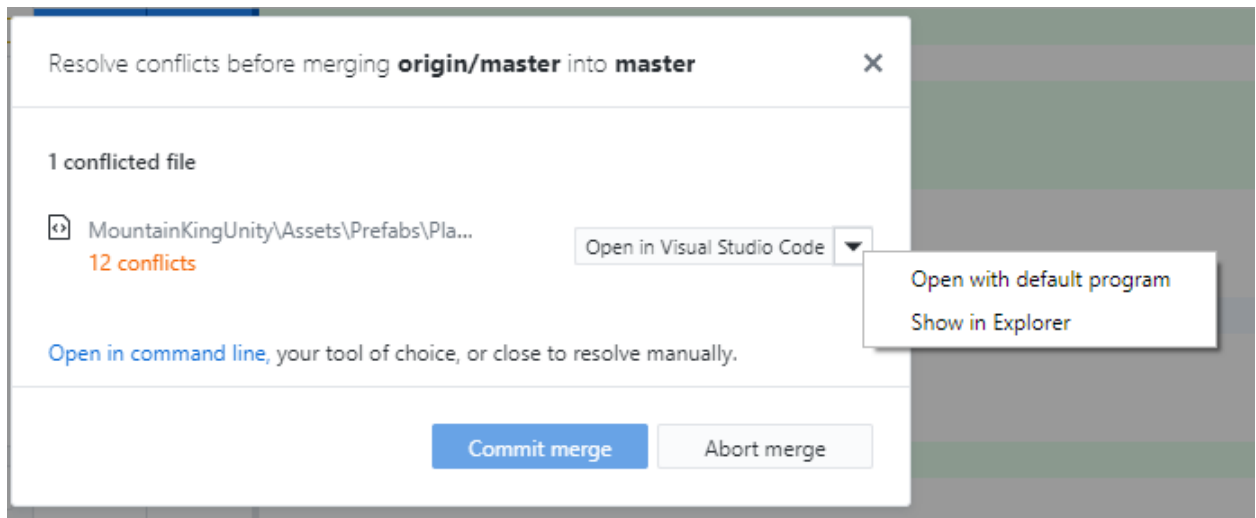 Resolve conflicts before merging origin/master into master
1 conflicted file
MountainKingUnity\Assets\Prefabs\Pla...
12 conflicts
Open in Visual Studio Code
Open with default program
Show in Explorer
Open in command line, your tool of choice, or close to resolve manually.
Commit merge
Abort merge